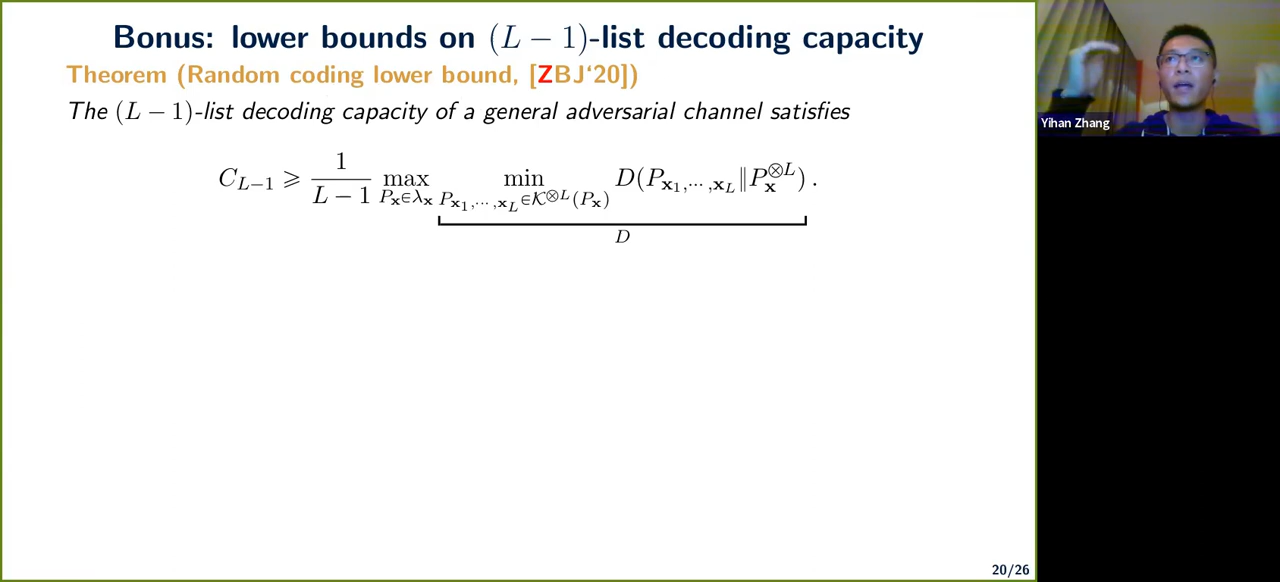 Bonus: lower bounds on (L − 1)-list decoding capacity
Theorem (Random coding lower bound, [ZBJ‘20])
The (L − 1)-list decoding capacity of a general adversarial channel satisfies
C_{L−1} ⩾ \frac{1}{L − 1} \max_{P_𝐱∈λ_𝐱} \min_{P_{𝐱_1,⋯,𝐱_L}∈𝒦^{⊗L}(P_𝐱)} D(P_{𝐱_1,⋯,𝐱_L}‖P_𝐱^{⊗L}) .
D
20/26
Yihan Zhang